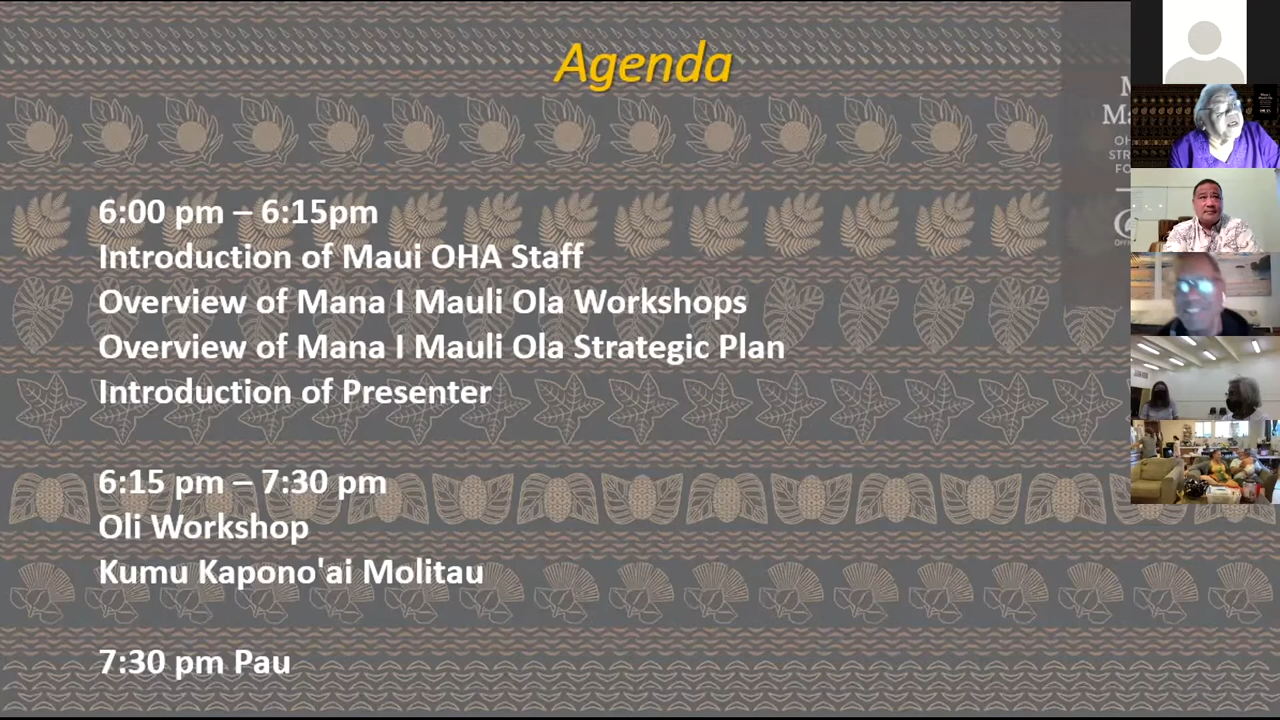 Agenda
6:00 pm – 6:15pm
Introduction of Maui OHA Staff
Overview of Mana I Mauli Ola Workshops
Overview of Mana I Mauli Ola Strategic Plan
Introduction of Presenter
6:15 pm – 7:30 pm
Oli Workshop
Kumu Kapono'ai Molitau
7:30 pm Pau